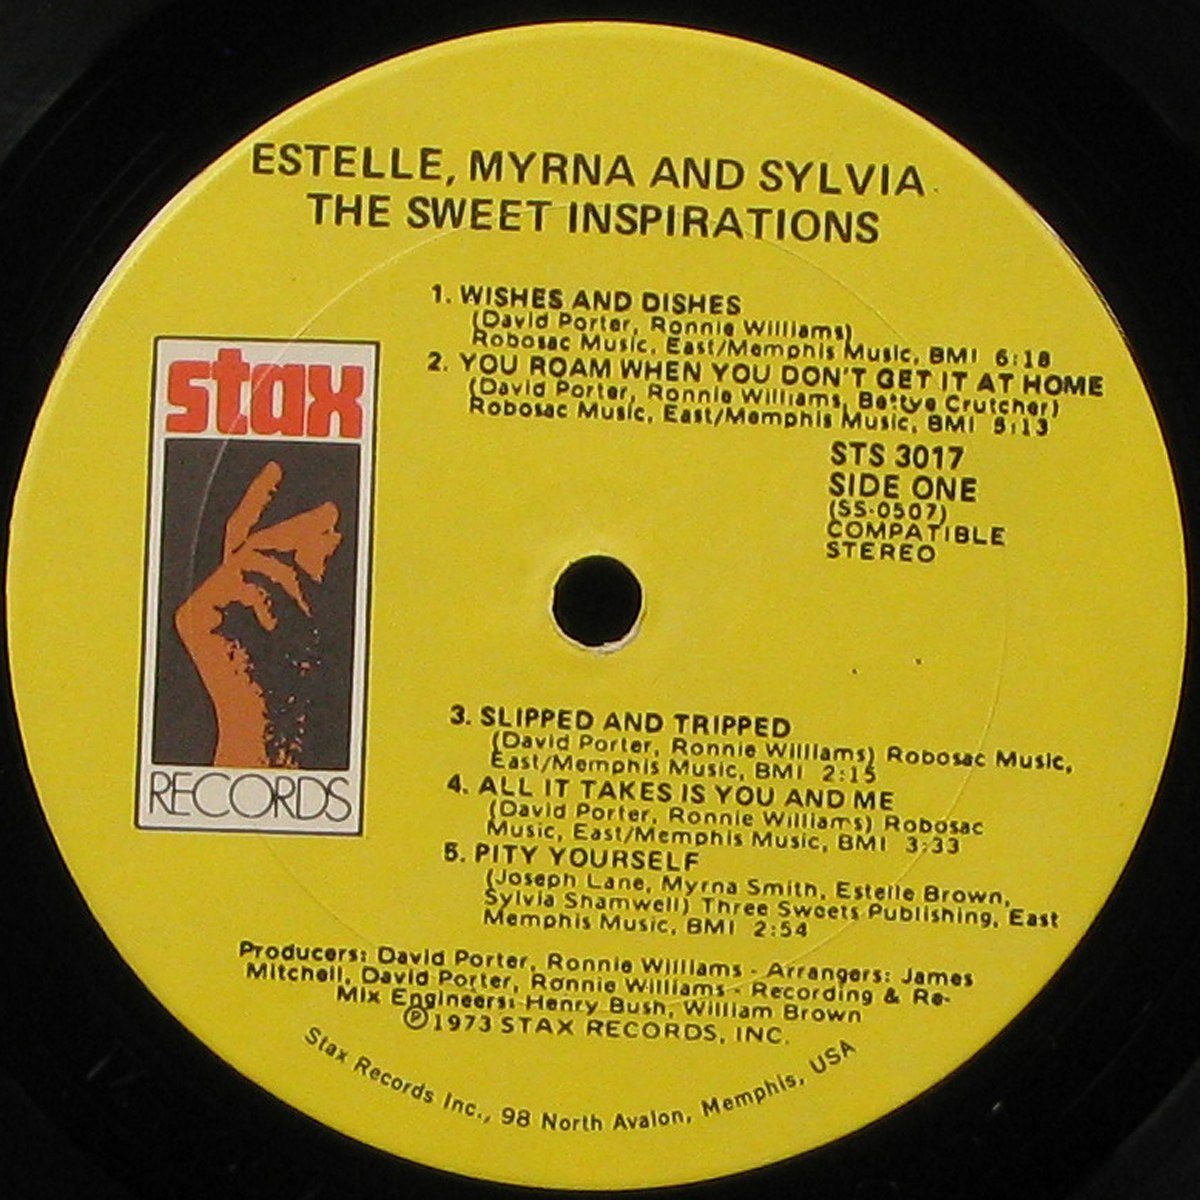 ESTELLE, MYRNA AND SYLVIA
THE SWEET INSPIRATIONS
1. WISHES AND DISHES
(David Porter, Ronnie Williams)
Robosac Music, East/Memphis Music, BMI 6:18
2. YOU ROAM WHEN YOU DON'T GET IT AT HOME
(David Porter, Ronnie Williams, Bettye Crutcher)
Robosac Music, East/Memphis Music, BMI 5:13
stax
RECORDS
STS 3017
SIDE ONE
(SS-0507)
COMPATIBLE
STEREO
3. SLIPPED AND TRIPPED
(David Porter, Ronnie Williams) Robosac Music,
East/Memphis Music, BMI 2:15
4. ALL IT TAKES IS YOU AND ME
(David Porter, Ronnie Williams) Robosac
Music, East/Memphis Music, BMI 3:33
5. PITY YOURSELF
(Joseph Lane, Myrna Smith, Estelle Brown,
Sylvia Shamwell) Three Sweets Publishing, East
Memphis Music, BMI 2:54
Producers: David Porter, Ronnie Williams - Arrangers: James
Mitchell, David Porter, Ronnie Williams - Recording & Re-
Mix Engineers: Henry Bush, William Brown
℗1973 STAX RECORDS, INC.
Stax Records Inc., 98 North Avalon, Memphis, USA